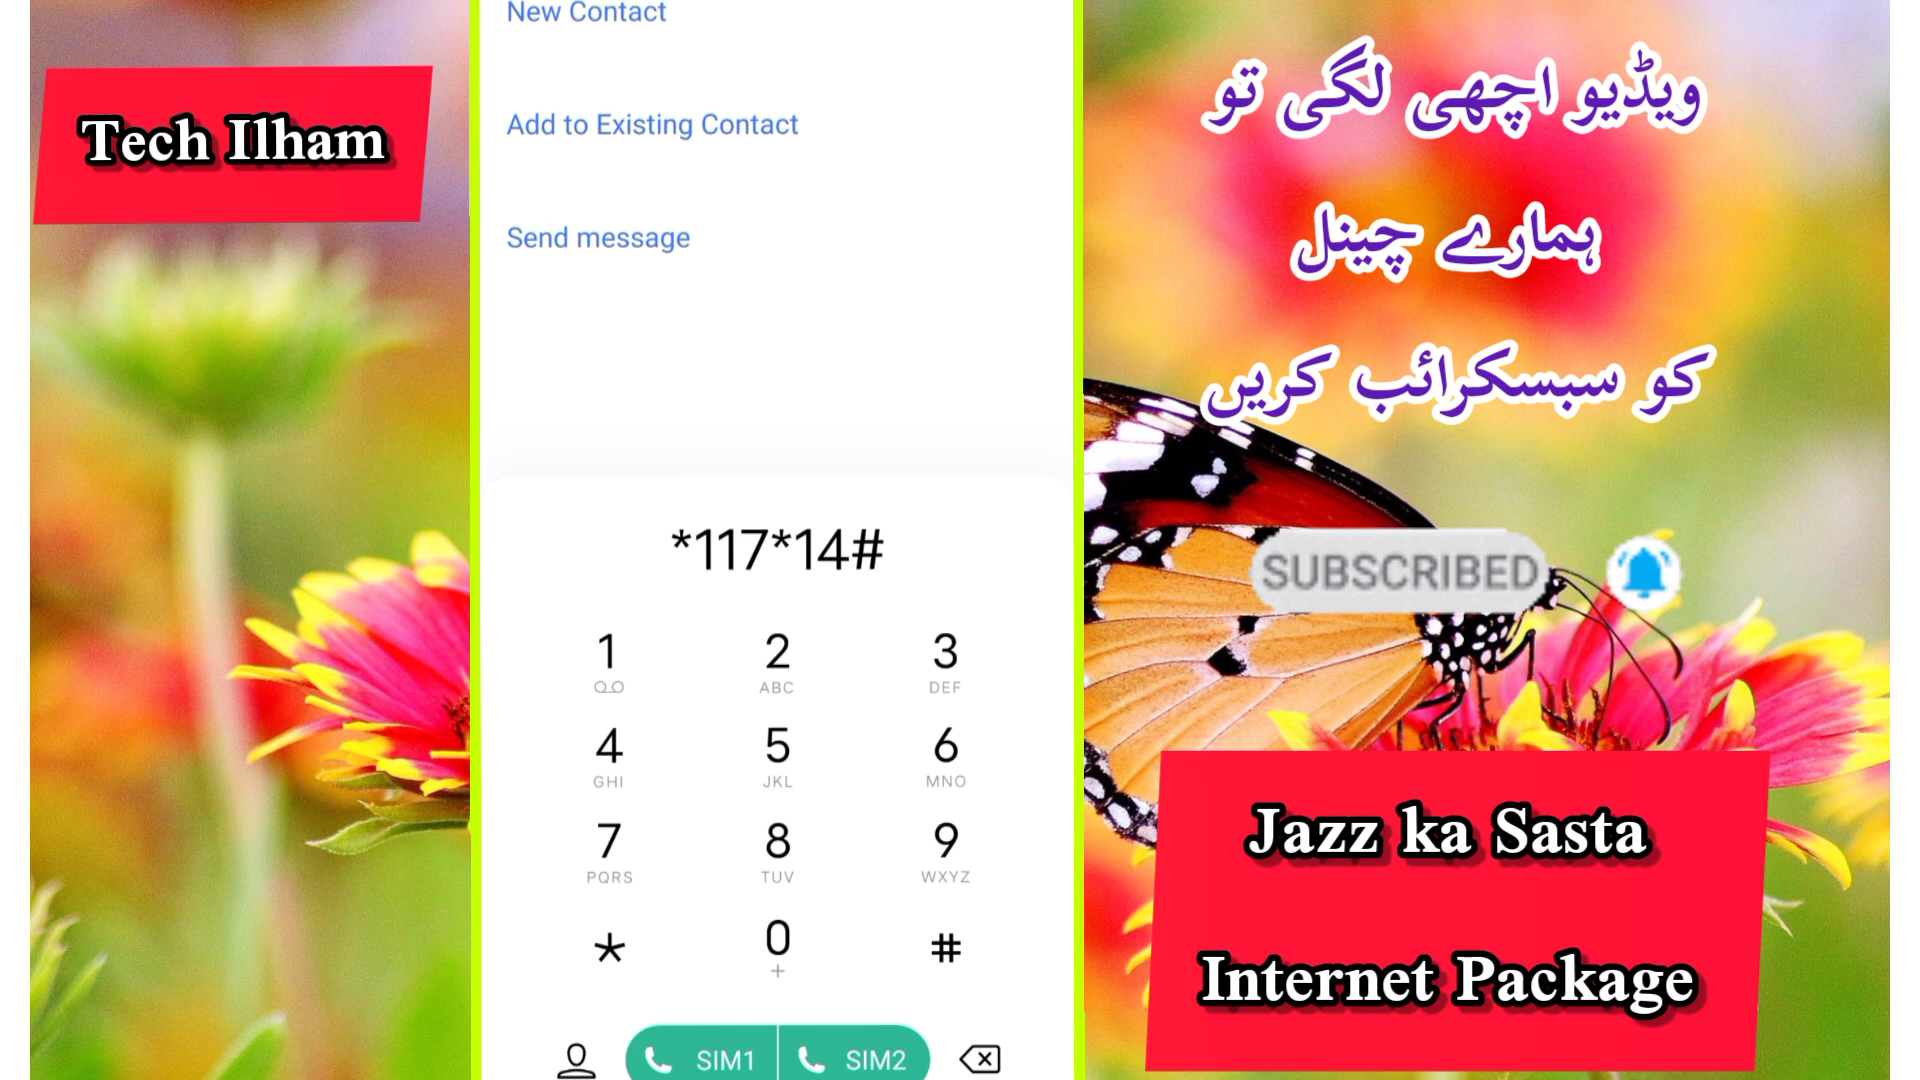 Tech Ilham
New Contact
Add to Existing Contact
Send message
*117*14#
1
2
ABC
3
DEF
4
GHI
5
JKL
6
MNO
7
PQRS
8
TUV
9
WXYZ
*
0
+
#
SIM1
SIM2
ویڈیو اچھی لگی تو
ہمارے چینل
کو سبسکرائب کریں
SUBSCRIBED
Jazz ka Sasta
Internet Package